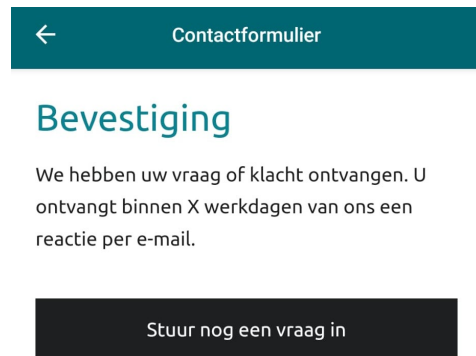 Contactformulier
Bevestiging
We hebben uw vraag of klacht ontvangen. U
ontvangt binnen X werkdagen van ons een
reactie per e-mail.
Stuur nog een vraag in